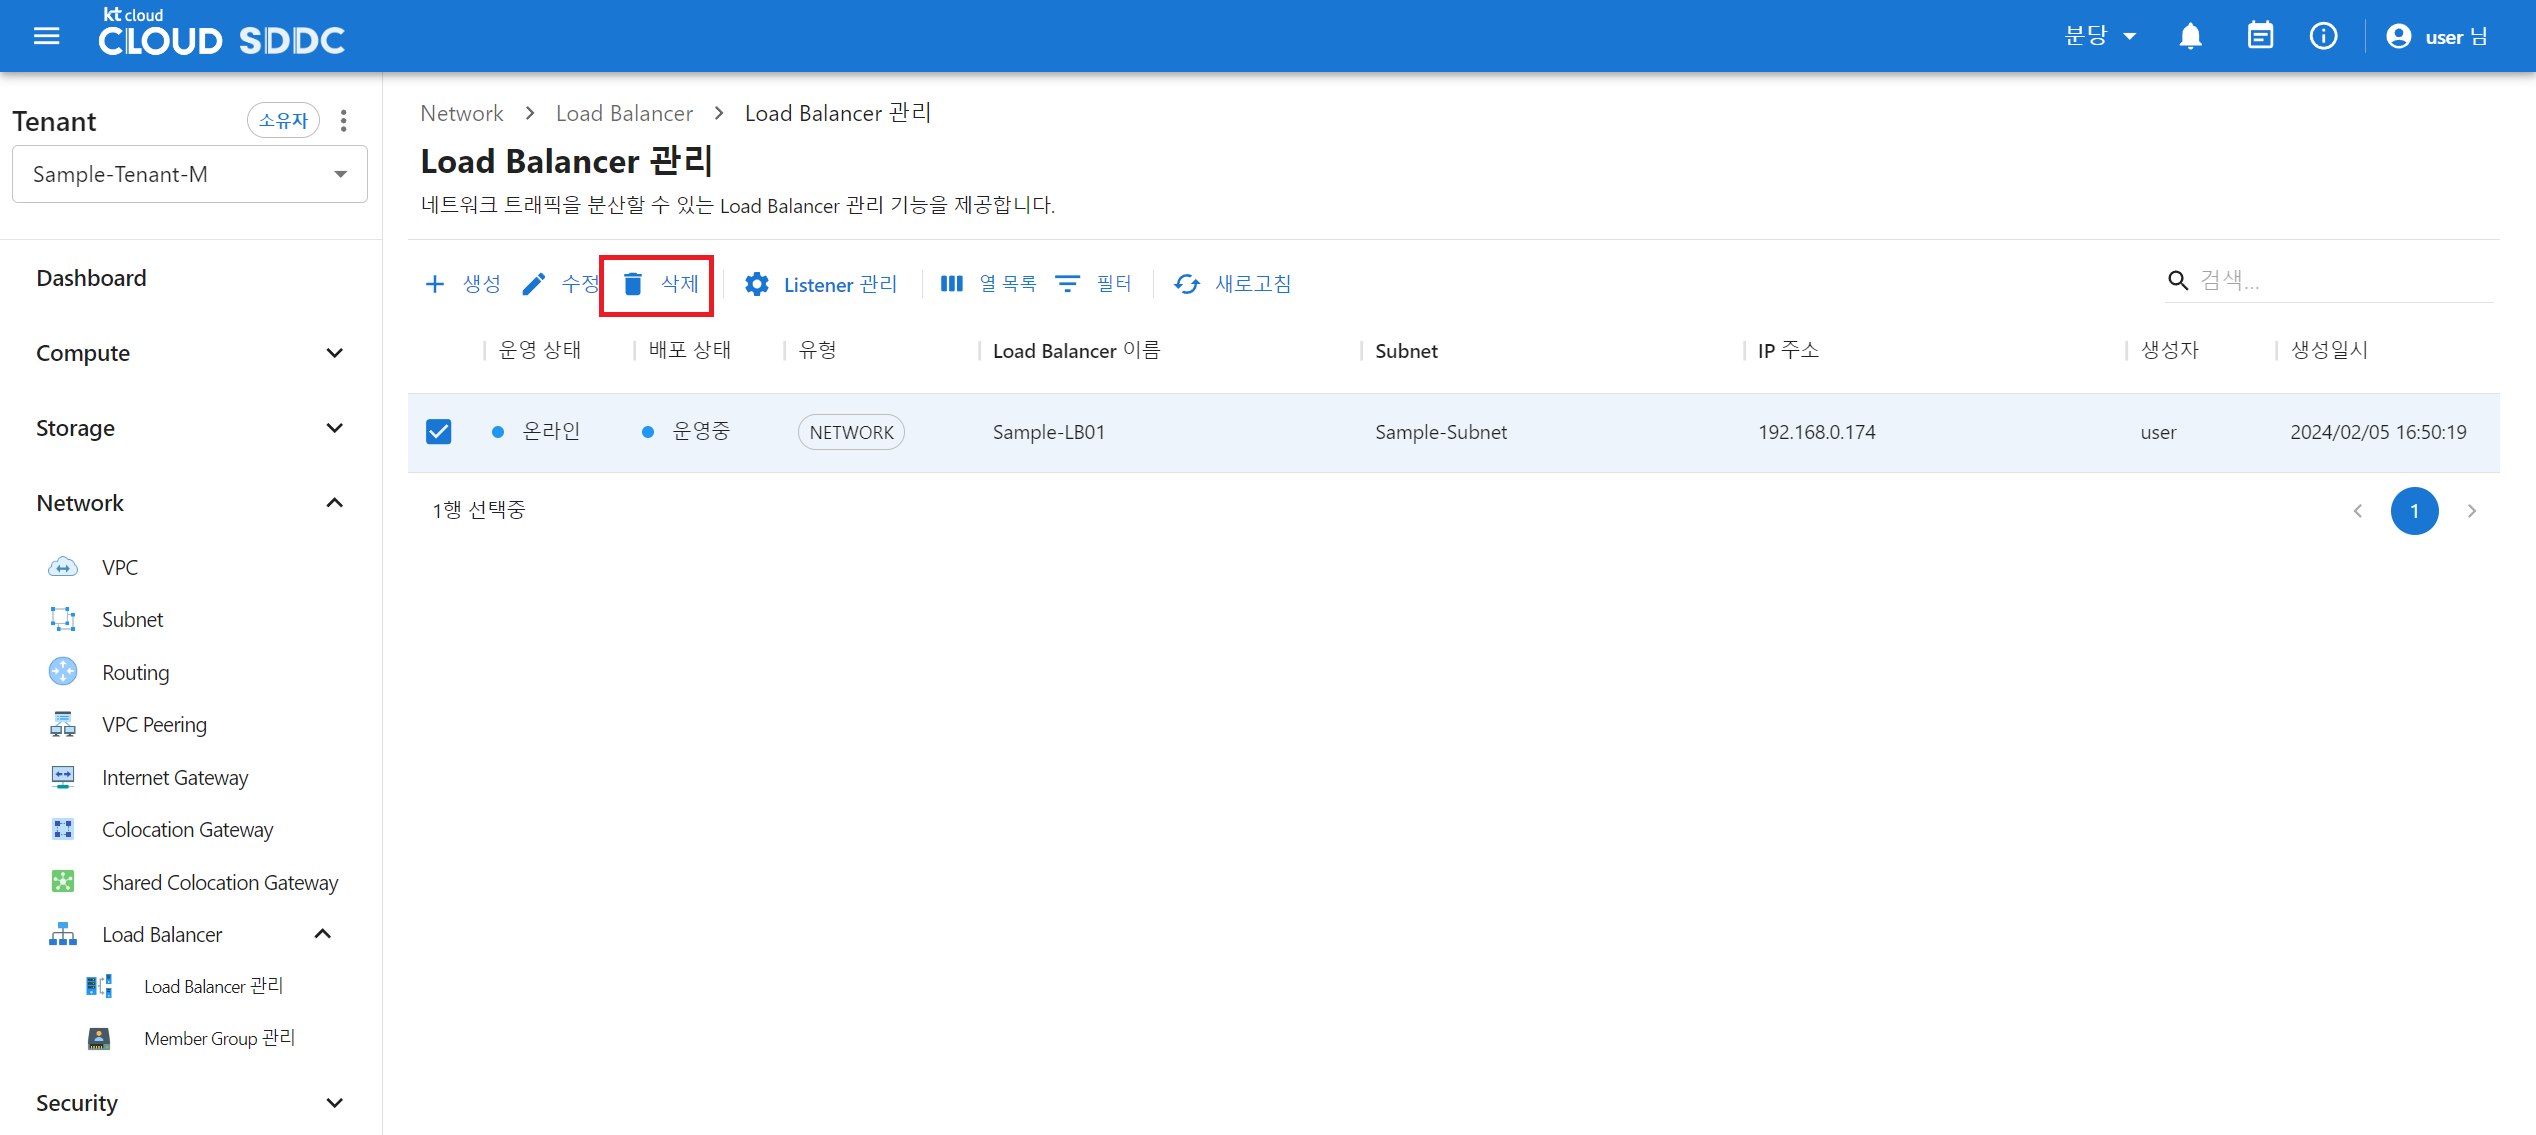 kt cloud
CLOUD SDDC
분당
user 님
Tenant
소유자
Sample-Tenant-M
Dashboard
Compute
Storage
Network
VPC
Subnet
Routing
VPC Peering
Internet Gateway
Colocation Gateway
Shared Colocation Gateway
Load Balancer
Load Balancer 관리
Member Group 관리
Security
Network > Load Balancer > Load Balancer 관리
Load Balancer 관리
네트워크 트래픽을 분산할 수 있는 Load Balancer 관리 기능을 제공합니다.
생성 수정 삭제 Listener 관리 열 목록 필터 새로고침 검색...
운영 상태 배포 상태 유형 Load Balancer 이름 Subnet IP 주소 생성자 생성일시
온라인 운영중 NETWORK Sample-LB01 Sample-Subnet 192.168.0.174 user 2024/02/05 16:50:19
1행 선택중
1